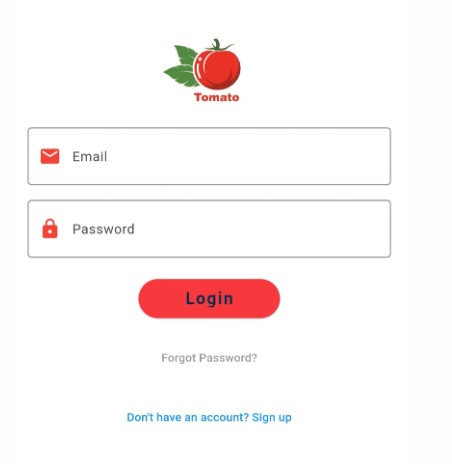 Tomato
Email
Password
Login
Forgot Password?
Don't have an account? Sign up